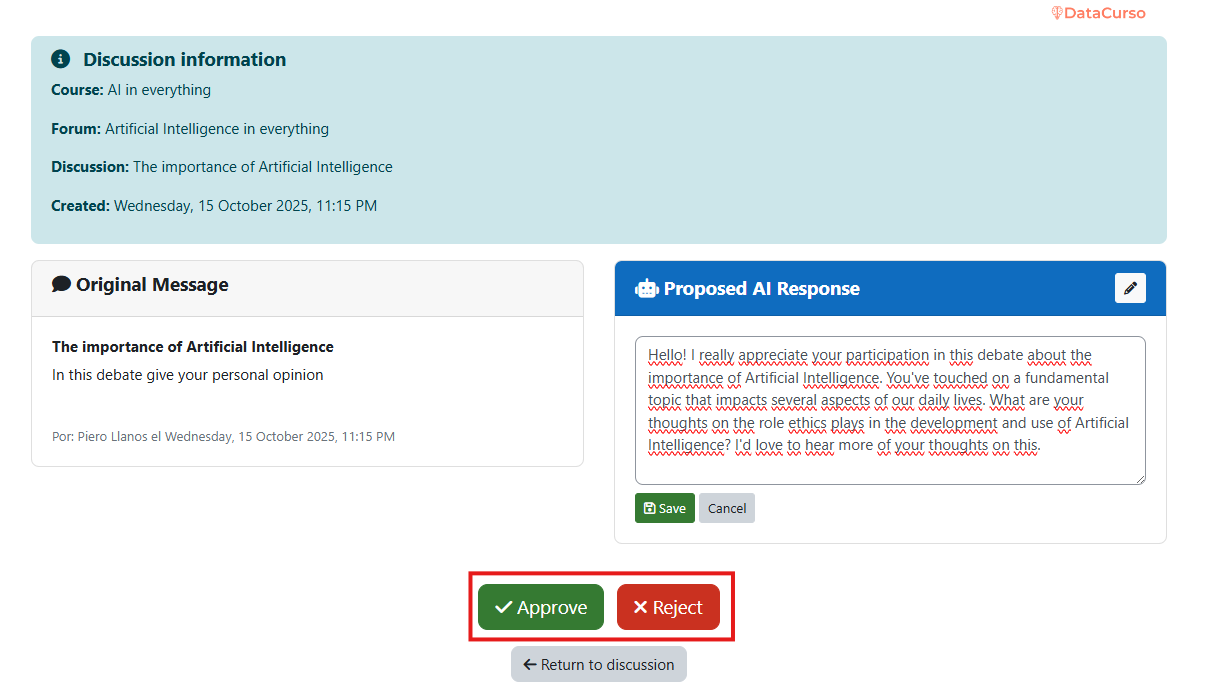 DataCurso
Discussion information
Course: AI in everything
Forum: Artificial Intelligence in everything
Discussion: The importance of Artificial Intelligence
Created: Wednesday, 15 October 2025, 11:15 PM
Original Message
The importance of Artificial Intelligence
In this debate give your personal opinion
Por: Piero Llanos el Wednesday, 15 October 2025, 11:15 PM
Proposed AI Response
Hello! I really appreciate your participation in this debate about the
importance of Artificial Intelligence. You've touched on a fundamental
topic that impacts several aspects of our daily lives. What are your
thoughts on the role ethics plays in the development and use of Artificial
Intelligence? I'd love to hear more of your thoughts on this.
Save
Cancel
Approve
Reject
Return to discussion